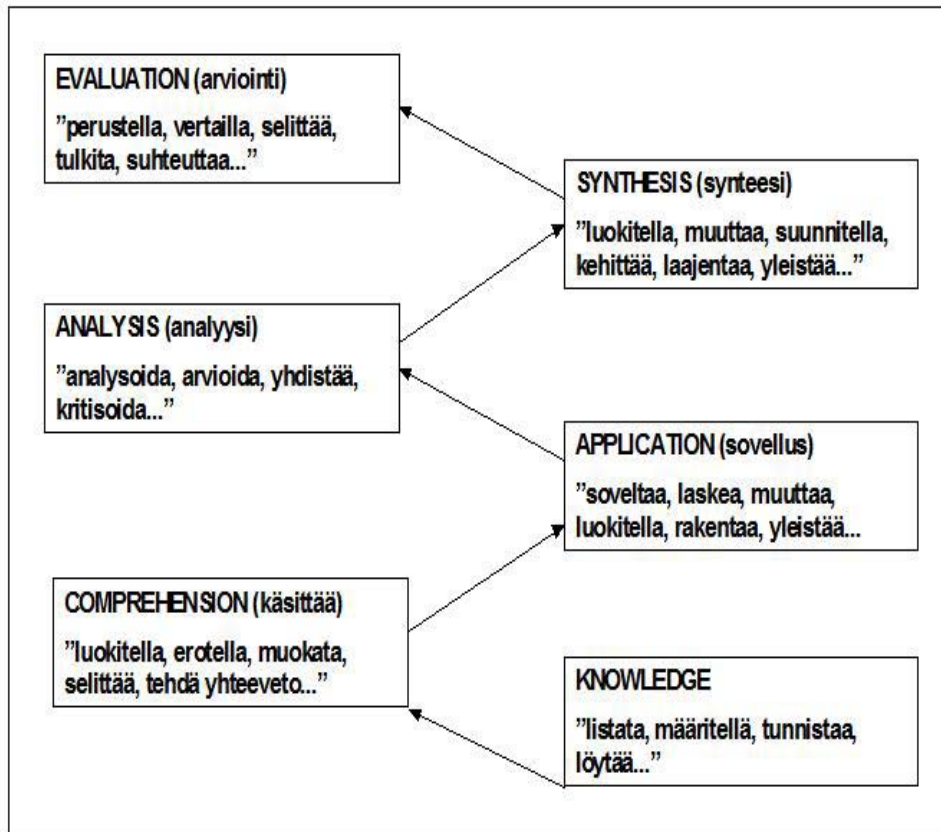 EVALUATION (arviointi)
”perustella, vertailla, selittää,
tulkita, suhteuttaa...”
SYNTHESIS (synteesi)
”luokitella, muuttaa, suunnitella,
kehittää, laajentaa, yleistää...”
ANALYSIS (analyysi)
”analysoida, arvioida, yhdistää,
kritisoida...”
APPLICATION (sovellus)
”soveltaa, laskea, muuttaa,
luokitella, rakentaa, yleistää...
COMPREHENSION (käsittää)
”luokitella, erotella, muokata,
selittää, tehdä yhteeveto...”
KNOWLEDGE
”listata, määritellä, tunnistaa,
löytää...”